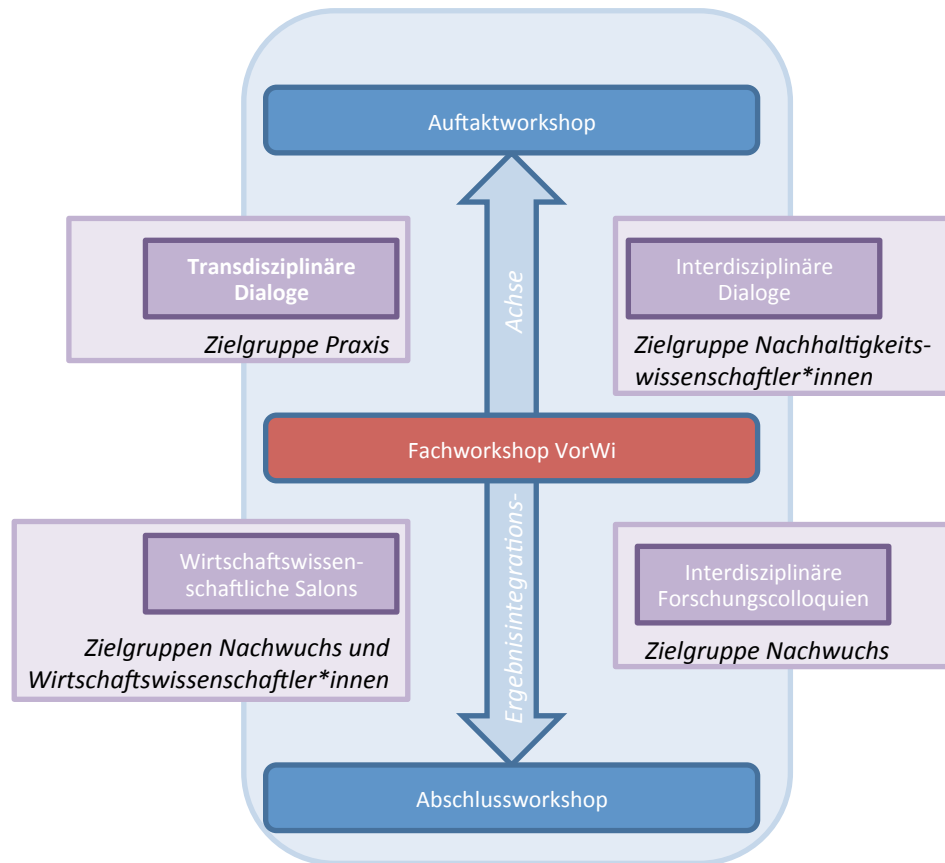 Auftaktworkshop
Transdisziplinäre
Dialoge
Zielgruppe Praxis
Interdisziplinäre
Dialoge
Zielgruppe Nachhaltigkeits-
wissenschaftler*innen
Ergebnisintegrations- Achse
Fachworkshop VorWi
Wirtschaftswissen-
schaftliche Salons
Zielgruppen Nachwuchs und
Wirtschaftswissenschaftler*innen
Interdisziplinäre
Forschungscolloquien
Zielgruppe Nachwuchs
Abschlussworkshop